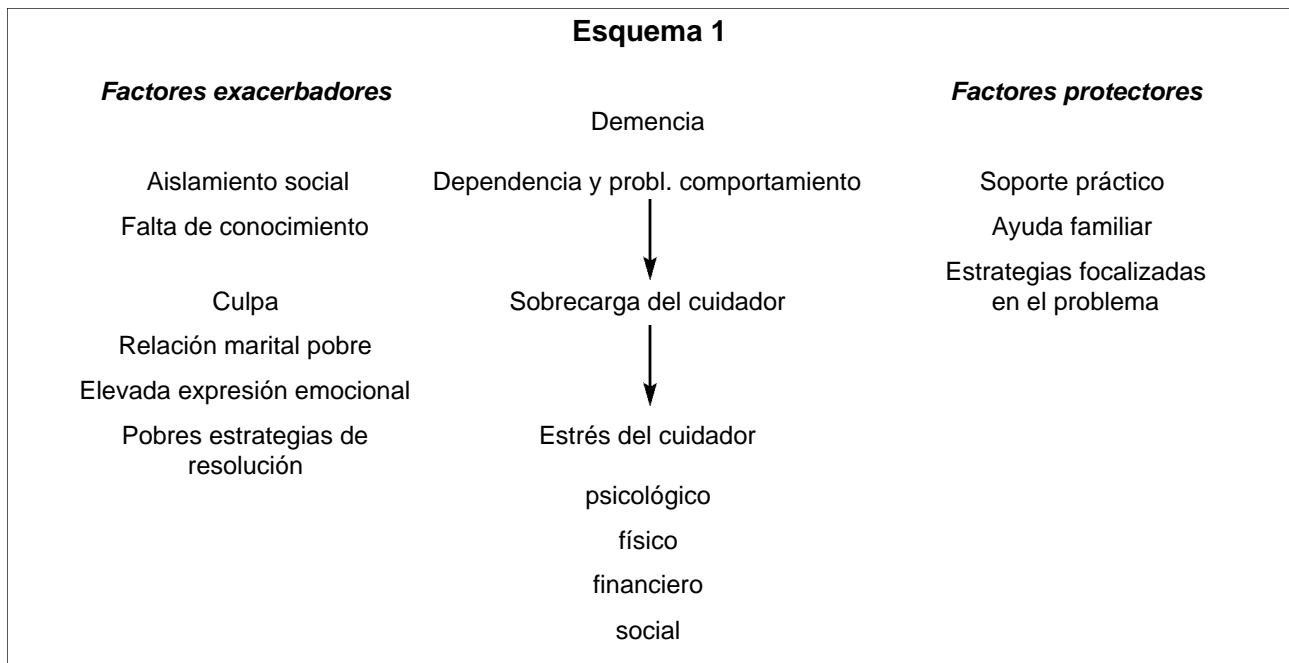 Esquema 1
Factores exacerbadores
Aislamiento social
Falta de conocimiento
Culpa
Relación marital pobre
Elevada expresión emocional
Pobres estrategias de
resolución
Demencia
Dependencia y probl. comportamiento
Sobrecarga del cuidador
Estrés del cuidador
psicológico
físico
financiero
social
Factores protectores
Soporte práctico
Ayuda familiar
Estrategias focalizadas
en el problema